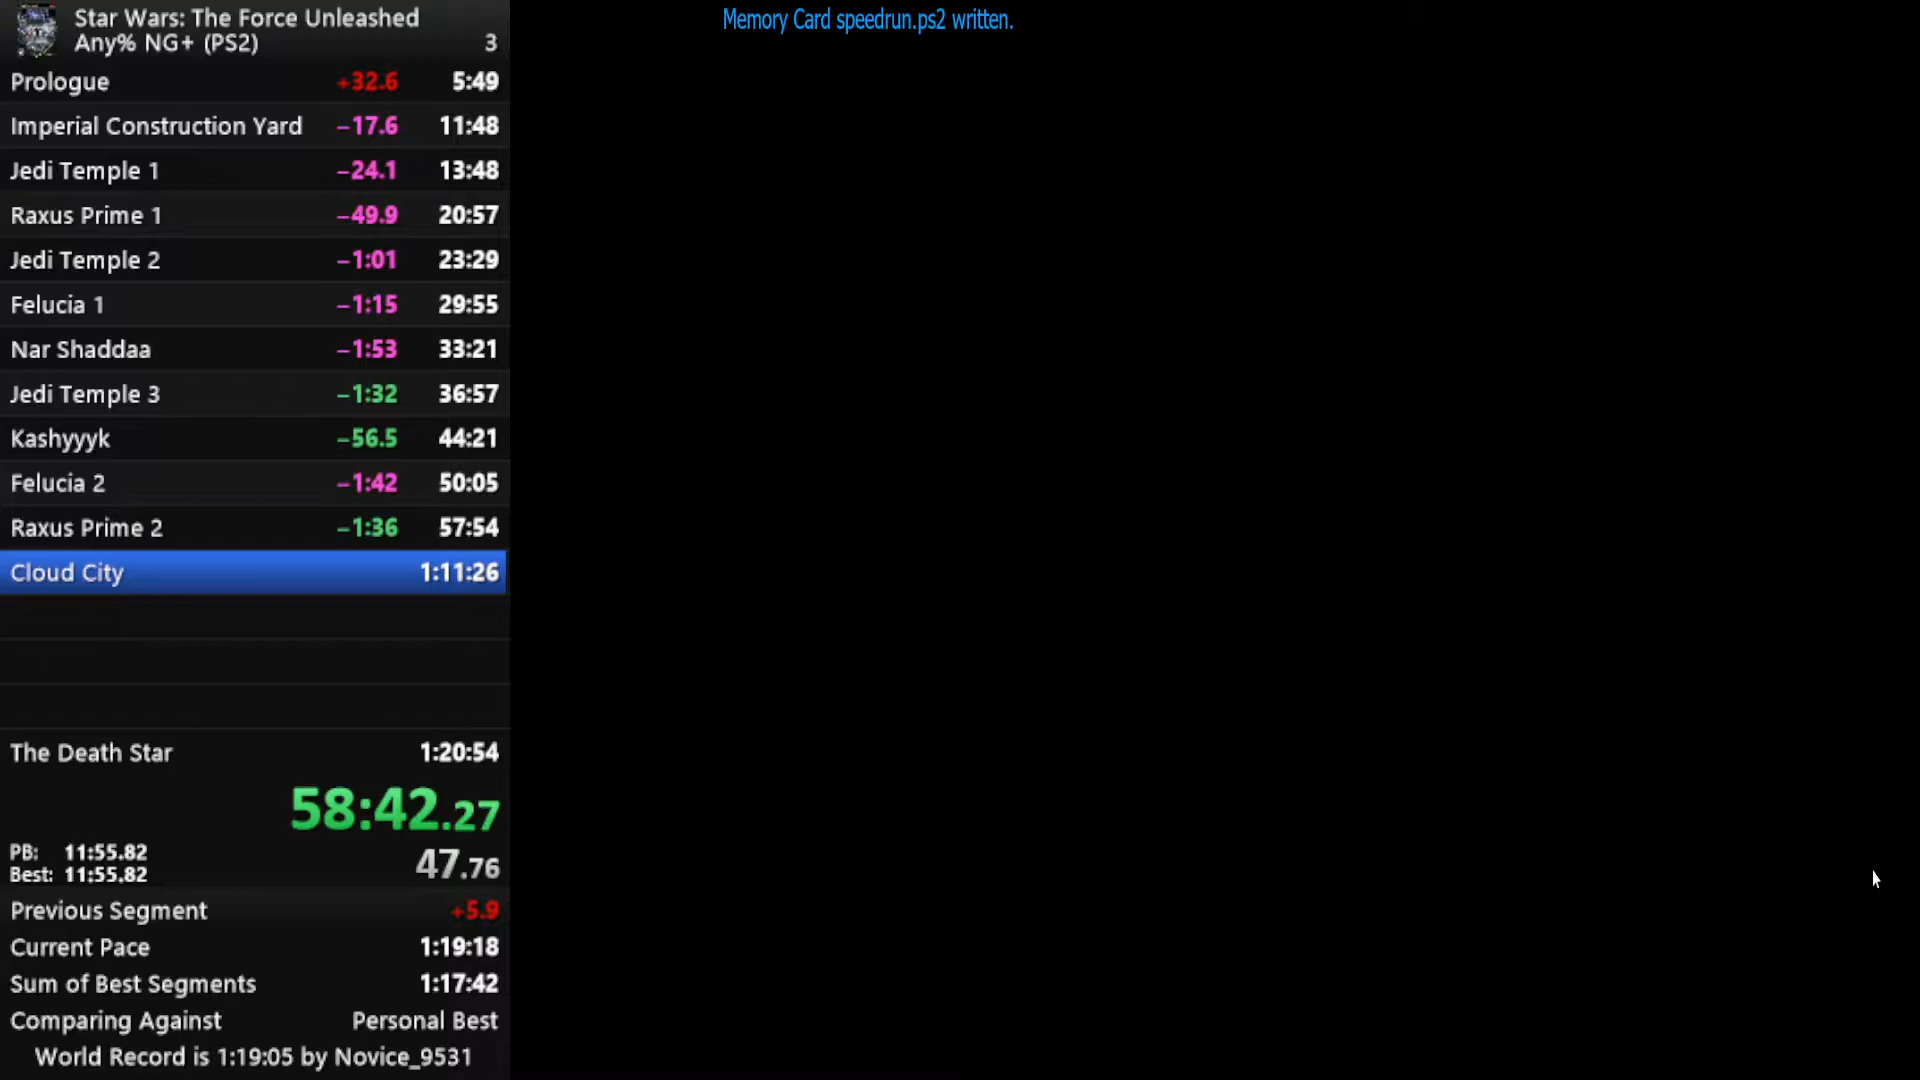 Star Wars: The Force Unleashed
Any% NG+ (PS2) 3
Prologue +32.6 5:49
Imperial Construction Yard −17.6 11:48
Jedi Temple 1 −24.1 13:48
Raxus Prime 1 −49.9 20:57
Jedi Temple 2 −1:01 23:29
Felucia 1 −1:15 29:55
Nar Shaddaa −1:53 33:21
Jedi Temple 3 −1:32 36:57
Kashyyyk −56.5 44:21
Felucia 2 −1:42 50:05
Raxus Prime 2 −1:36 57:54
Cloud City 1:11:26
The Death Star 1:20:54
58:42.27
PB: 11:55.82
Best: 11:55.82
47.76
Previous Segment +5.9
Current Pace 1:19:18
Sum of Best Segments 1:17:42
Comparing Against Personal Best
World Record is 1:19:05 by Novice_9531
Memory Card speedrun.ps2 written.